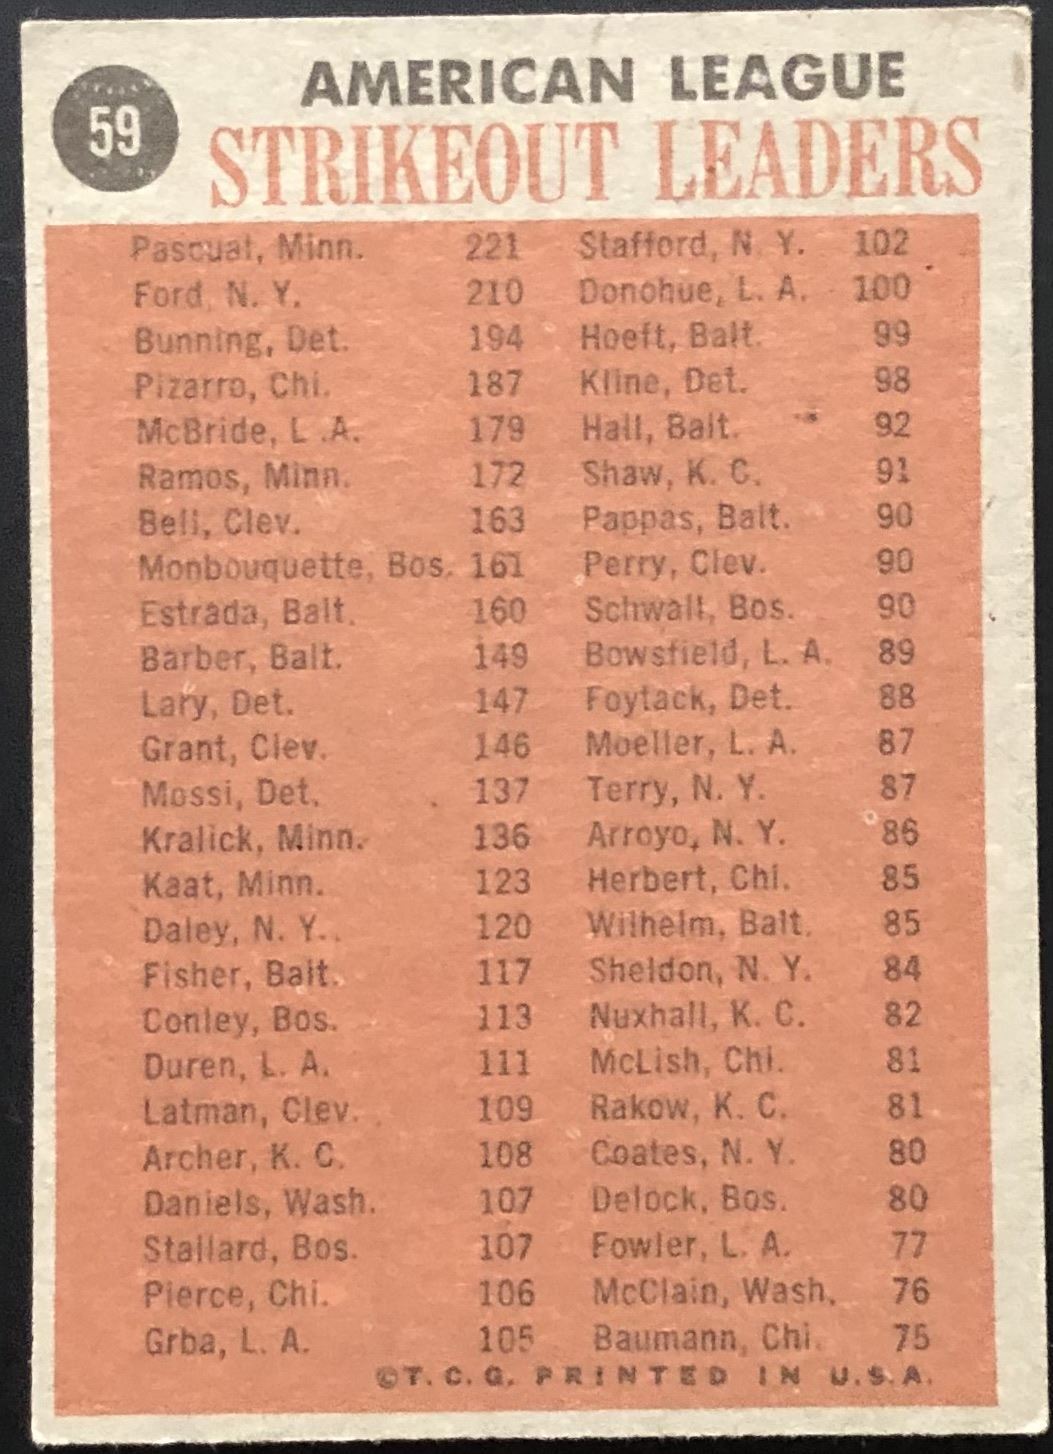 59
AMERICAN LEAGUE
STRIKEOUT LEADERS
Pascual, Minn. 221
Ford, N. Y. 210
Bunning, Det. 194
Pizarro, Chi. 187
McBride, L .A. 179
Ramos, Minn. 172
Bell, Clev. 163
Monbouquette, Bos. 161
Estrada, Balt. 160
Barber, Balt. 149
Lary, Det. 147
Grant, Clev. 146
Mossi, Det. 137
Kralick, Minn. 136
Kaat, Minn. 123
Daley, N. Y. 120
Fisher, Balt. 117
Conley, Bos. 113
Duren, L. A. 111
Latman, Clev. 109
Archer, K. C. 108
Daniels, Wash. 107
Stallard, Bos. 107
Pierce, Chi. 106
Grba, L. A. 105
Stafford, N. Y. 102
Donohue, L. A. 100
Hoeft, Balt. 99
Kline, Det. 98
Hall, Balt. 92
Shaw, K. C. 91
Pappas, Balt. 90
Perry, Clev. 90
Schwall, Bos. 90
Bowsfield, L. A. 89
Foytack, Det. 88
Moeller, L. A. 87
Terry, N. Y. 87
Arroyo, N. Y. 86
Herbert, Chi. 85
Wilhelm, Balt. 85
Sheldon, N. Y. 84
Nuxhall, K. C. 82
McLish, Chi. 81
Rakow, K. C. 81
Coates, N. Y. 80
Delock, Bos. 80
Fowler, L. A. 77
McClain, Wash. 76
Baumann, Chi. 75
©T. C. G. PRINTED IN U.S.A.